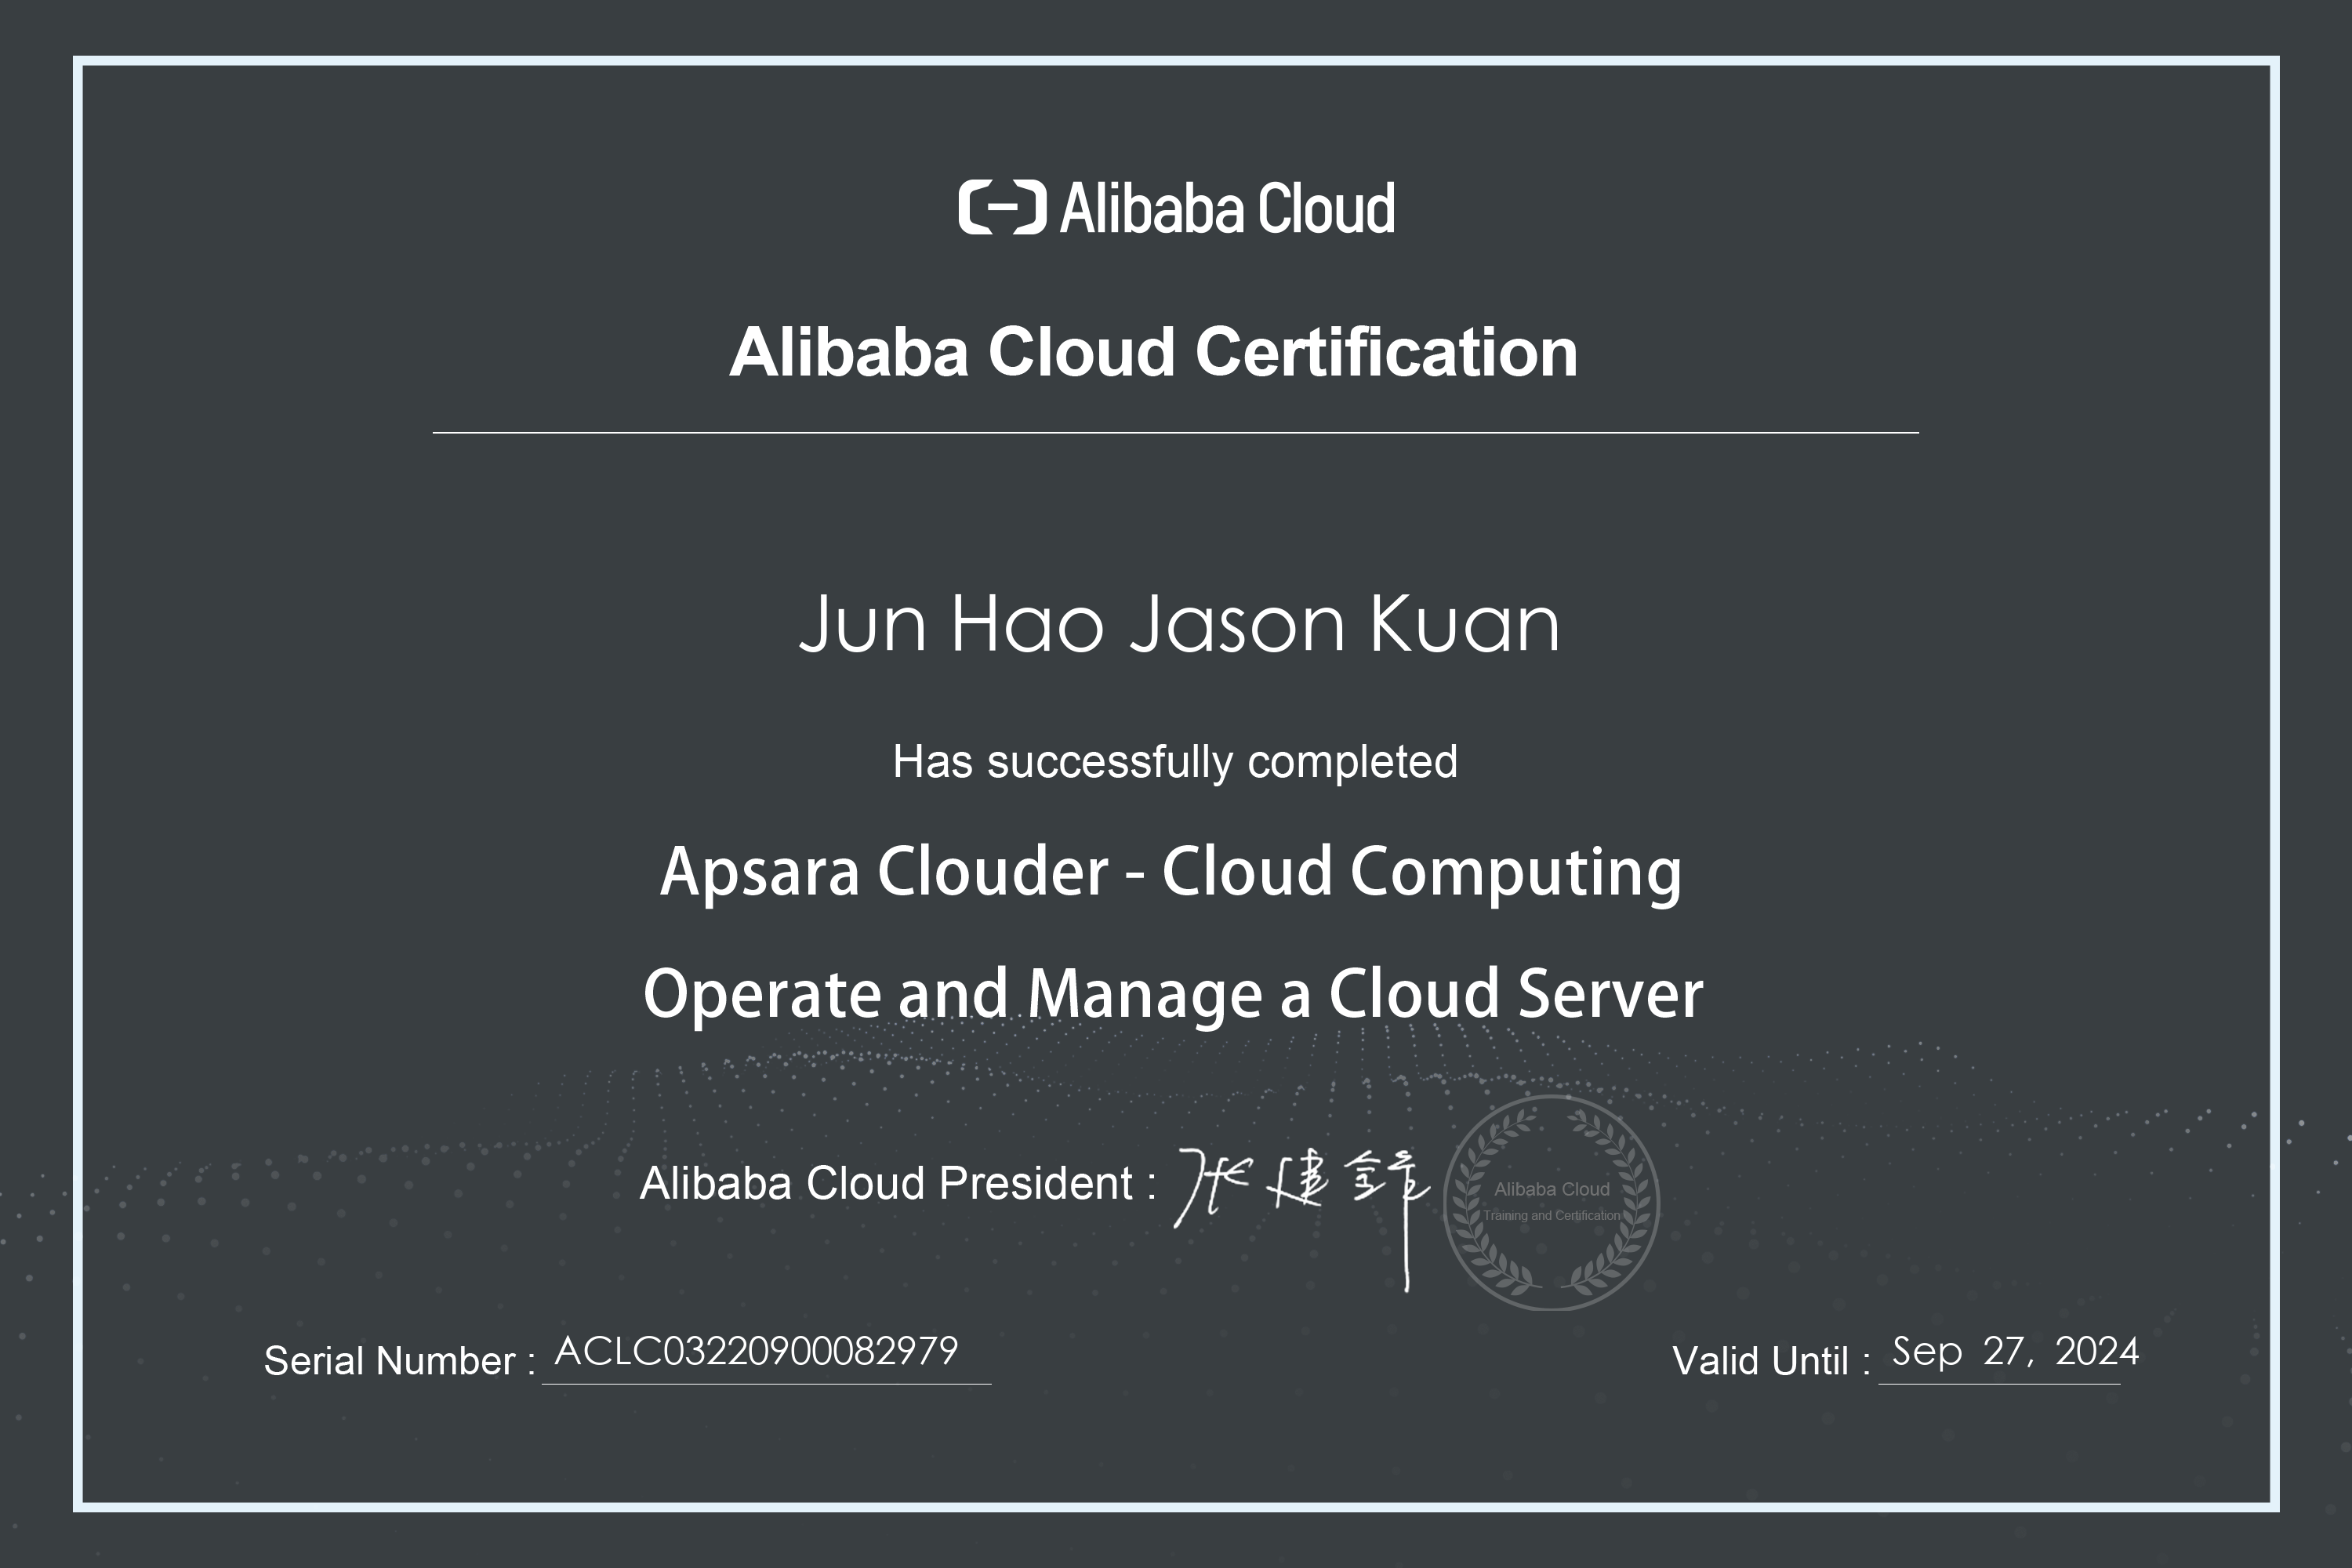 Alibaba Cloud
Alibaba Cloud Certification
Jun Hao Jason Kuan
Has successfully completed
Apsara Clouder - Cloud Computing
Operate and Manage a Cloud Server
Alibaba Cloud President : 张建锋
Alibaba Cloud
Training and Certification
Serial Number : ACLC03220900082979
Valid Until : Sep 27, 2024